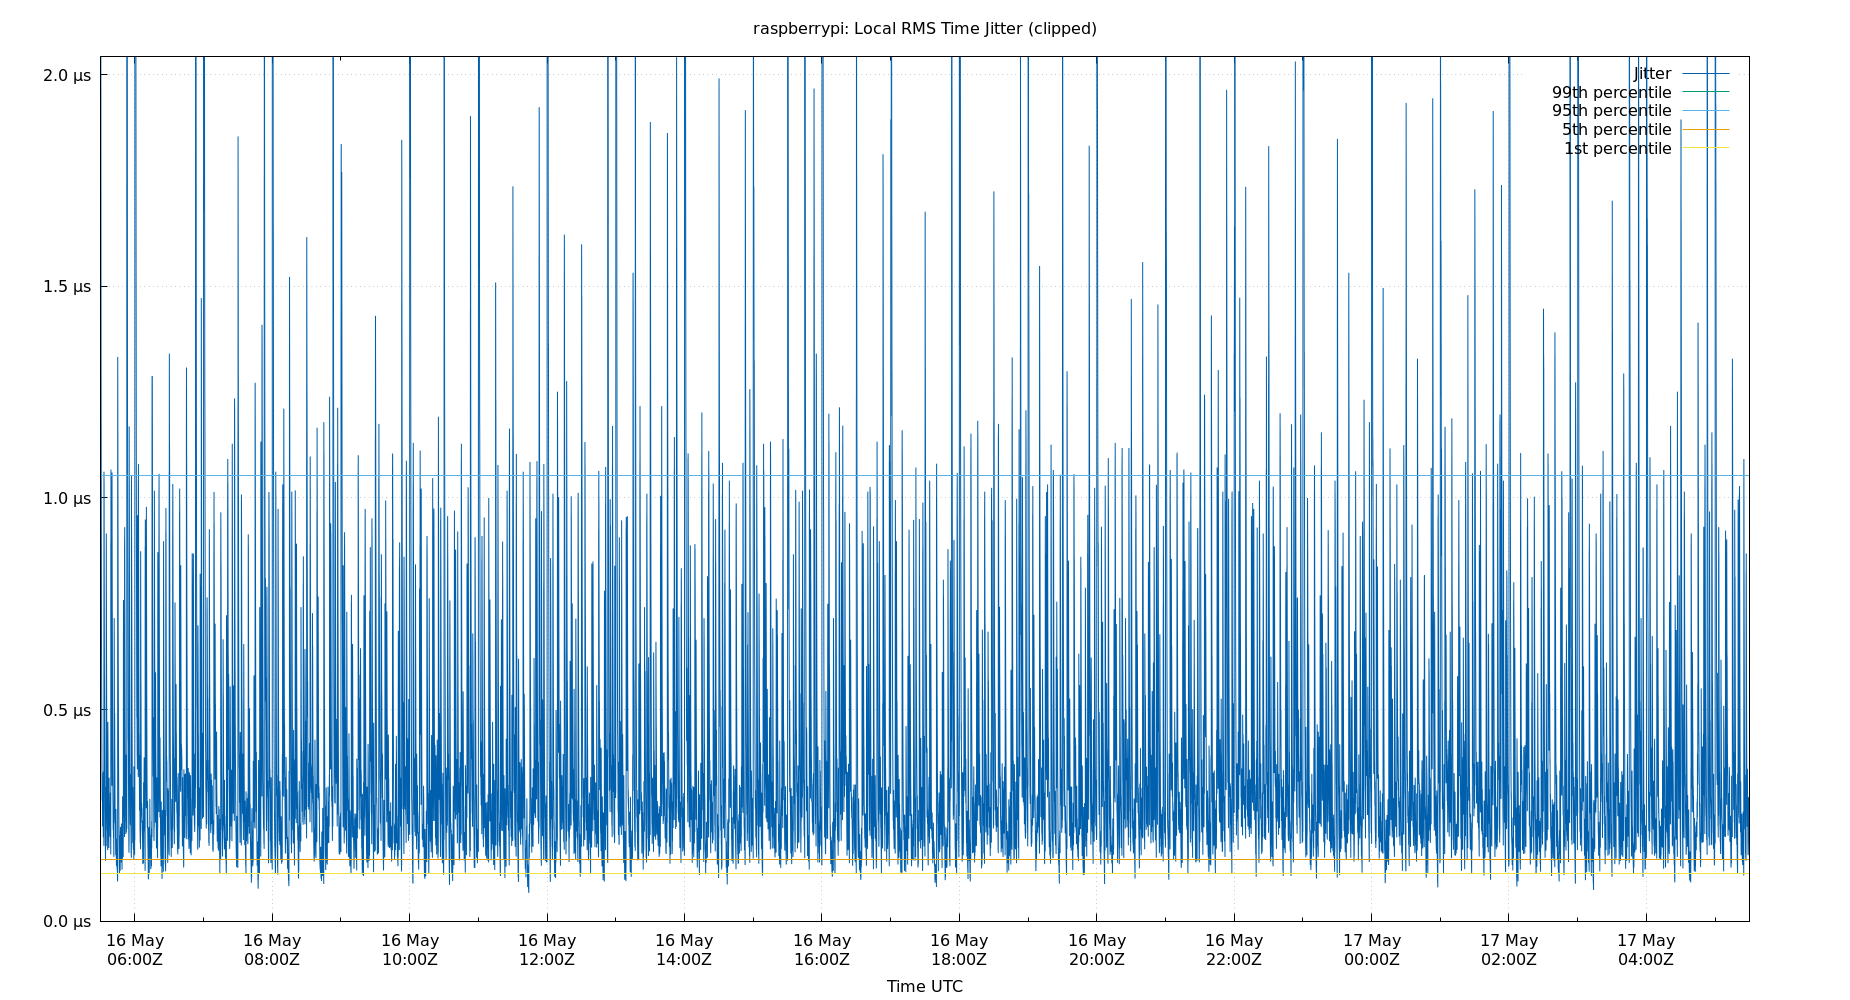 raspberrypi: Local RMS Time Jitter (clipped)
2.0 µs
1.5 µs
1.0 µs
0.5 µs
0.0 µs
Jitter
99th percentile
95th percentile
5th percentile
1st percentile
16 May 16 May 16 May 16 May 16 May 16 May 16 May 16 May 16 May 17 May 17 May 17 May
06:00Z 08:00Z 10:00Z 12:00Z 14:00Z 16:00Z 18:00Z 20:00Z 22:00Z 00:00Z 02:00Z 04:00Z
Time UTC